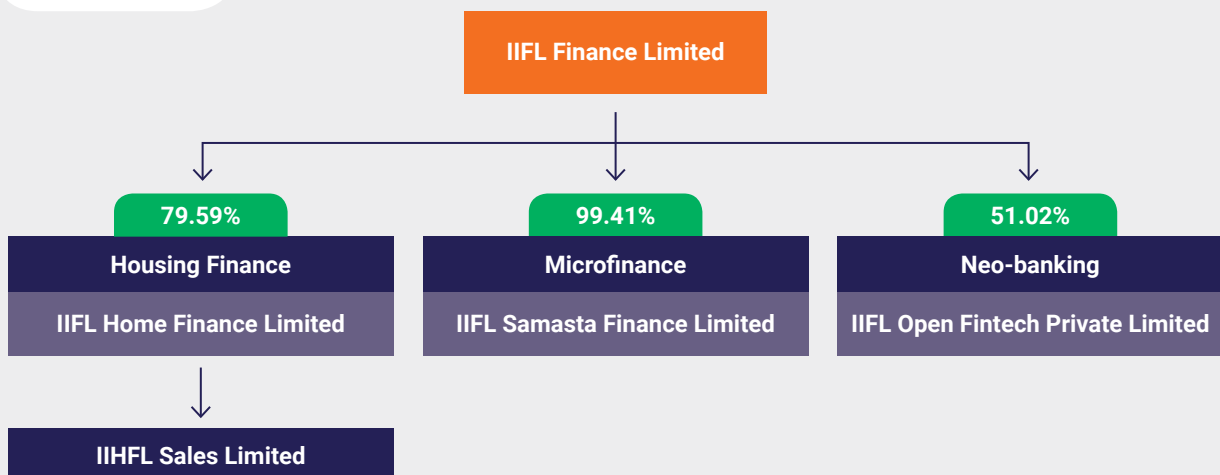 IIFL Finance Limited
79.59%
99.41%
51.02%
Housing Finance
Microfinance
Neo-banking
IIFL Home Finance Limited
IIFL Samasta Finance Limited
IIFL Open Fintech Private Limited
IIHFL Sales Limited